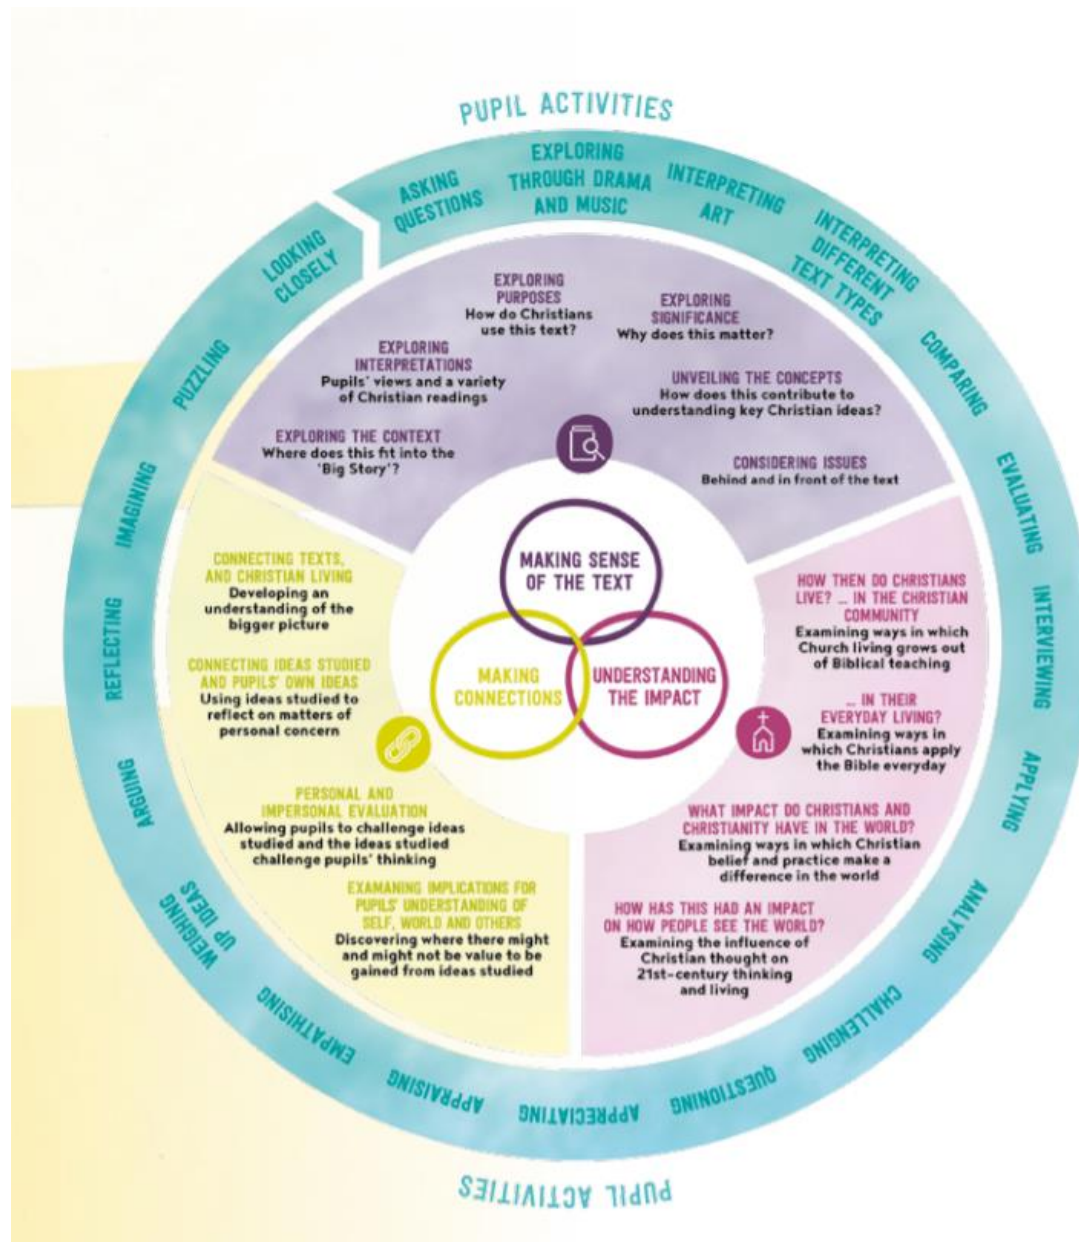 PUPIL ACTIVITIES
ASKING
QUESTIONS
EXPLORING
THROUGH DRAMA
AND MUSIC
INTERPRETING
ART
INTERPRETING
DIFFERENT
TEXT TYPES
COMPARING
EVALUATING
INTERVIEWING
APPLYING
ANALYSING
CHALLENGING
QUESTIONING
APPRECIATING
APPRAISING
EMPATHISING
WEIGHING
UP IDEAS
ARGUING
REFLECTING
IMAGINING
PUZZLING
LOOKING
CLOSELY
EXPLORING
PURPOSES
How do Christians
use this text?
EXPLORING
SIGNIFICANCE
Why does this matter?
EXPLORING
INTERPRETATIONS
Pupils' views and a variety
of Christian readings
UNVEILING THE CONCEPTS
How does this contribute to
understanding key Christian ideas?
EXPLORING THE CONTEXT
Where does this fit into the
'Big Story'?
CONSIDERING ISSUES
Behind and in front of the text
MAKING SENSE
OF THE TEXT
MAKING
CONNECTIONS
UNDERSTANDING
THE IMPACT
CONNECTING TEXTS,
AND CHRISTIAN LIVING
Developing an
understanding of the
bigger picture
CONNECTING IDEAS STUDIED
AND PUPILS' OWN IDEAS
Using ideas studied to
reflect on matters of
personal concern
PERSONAL AND
IMPERSONAL EVALUATION
Allowing pupils to challenge ideas
studied and the ideas studied
challenge pupils' thinking
EXAMANING IMPLICATIONS FOR
PUPILS' UNDERSTANDING OF
SELF, WORLD AND OTHERS
Discovering where there might
and might not be value to be
gained from ideas studied
HOW THEN DO CHRISTIANS
LIVE? ... IN THE CHRISTIAN
COMMUNITY
Examining ways in which
Church living grows out
of Biblical teaching
... IN THEIR
EVERYDAY LIVING?
Examining ways in
which Christians apply
the Bible everyday
WHAT IMPACT DO CHRISTIANS AND
CHRISTIANITY HAVE IN THE WORLD?
Examining ways in which Christian
belief and practice make a
difference in the world
HOW HAS THIS HAD AN IMPACT
ON HOW PEOPLE SEE THE WORLD?
Examining the influence of
Christian thought on
21st-century thinking
and living
PUPIL ACTIVITIES